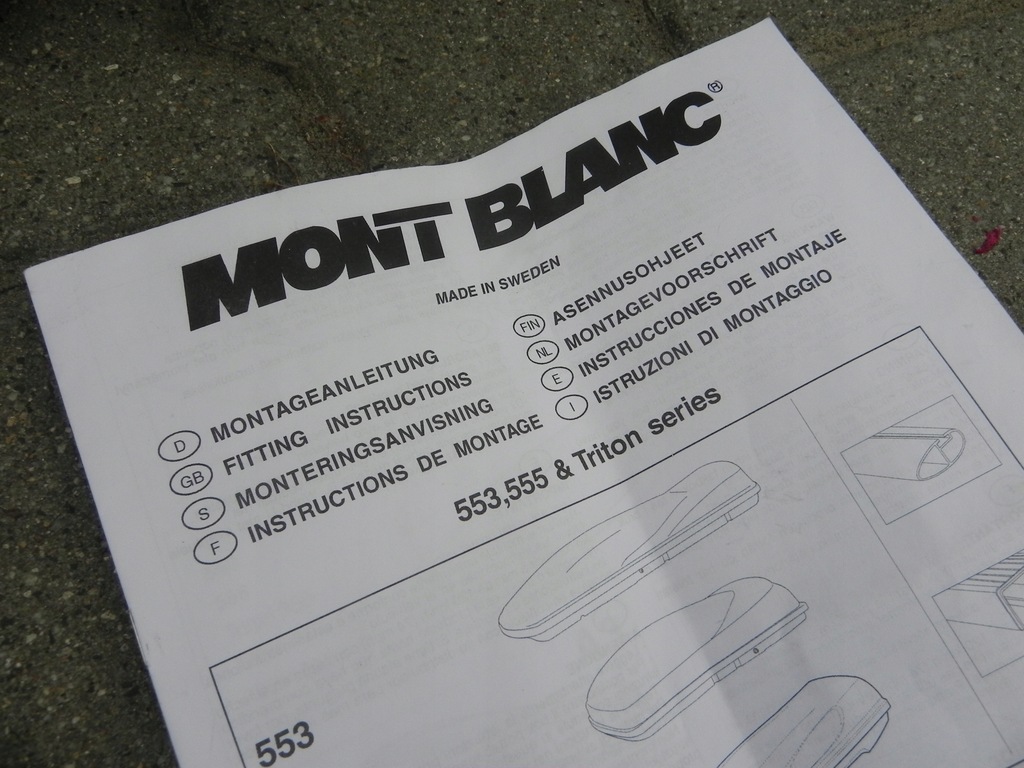 MONT BLANC®
MADE IN SWEDEN
D MONTAGEANLEITUNG
GB FITTING INSTRUCTIONS
S MONTERINGSANVISNING
F INSTRUCTIONS DE MONTAGE
FIN ASENNUSOHJEET
NL MONTAGEVOORSCHRIFT
E INSTRUCCIONES DE MONTAJE
I ISTRUZIONI DI MONTAGGIO
553,555 & Triton series
553